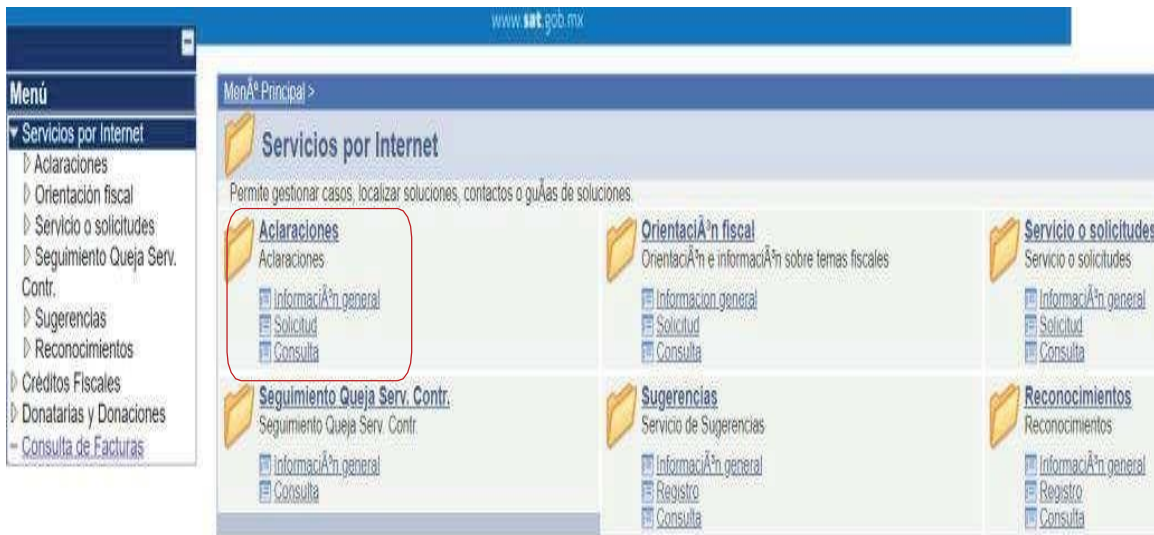 www.sat.gob.mx
Menú
Servicios por Internet
Aclaraciones
Orientación fiscal
Servicio o solicitudes
Seguimiento Queja Serv.
Contr.
Sugerencias
Reconocimientos
Créditos Fiscales
Donatarias y Donaciones
Consulta de Facturas
MenÃº Principal >
Servicios por Internet
Permite gestionar casos, localizar soluciones, contactos o guÃ­as de soluciones.
Aclaraciones
Aclaraciones
InformaciÃ³n general
Solicitud
Consulta
OrientaciÃ³n fiscal
OrientaciÃ³n e informaciÃ³n sobre temas fiscales
Informacion general
Solicitud
Consulta
Servicio o solicitudes
Servicio o solicitudes
InformaciÃ³n general
Solicitud
Consulta
Seguimiento Queja Serv. Contr.
Seguimiento Queja Serv. Contr.
InformaciÃ³n general
Consulta
Sugerencias
Servicio de Sugerencias
InformaciÃ³n general
Registro
Consulta
Reconocimientos
Reconocimientos
InformaciÃ³n general
Registro
Consulta